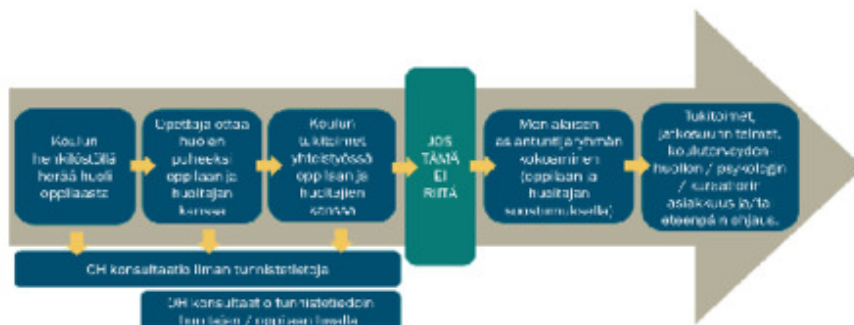 Koulun
henkilöstöllä
herää huoli
oppilaasta
Opettaja ottaa
huolen
puheeksi
oppilaan ja
huoltajan
kanssa
Koulun
tukitoimet
yhteistyössä
oppilaan ja
huoltajien
kanssa
JOS
TÄMÄ
EI
RIITÄ
Monialaisen
asiantuntijaryhmän
kokoaminen
(oppilaan ja
huoltajan
suostumuksella)
Tukitoimet,
jatkosuunnitelmat,
kouluterveyden-
huollon / psykologin
/ kuraattorin
asiakkuus ja/tai
eteenpäin ohjaus.
OH konsultaatio ilman tunnistetietoja
OH konsultaatio tunnistetiedoin
huoltajan / oppilaan luvalla